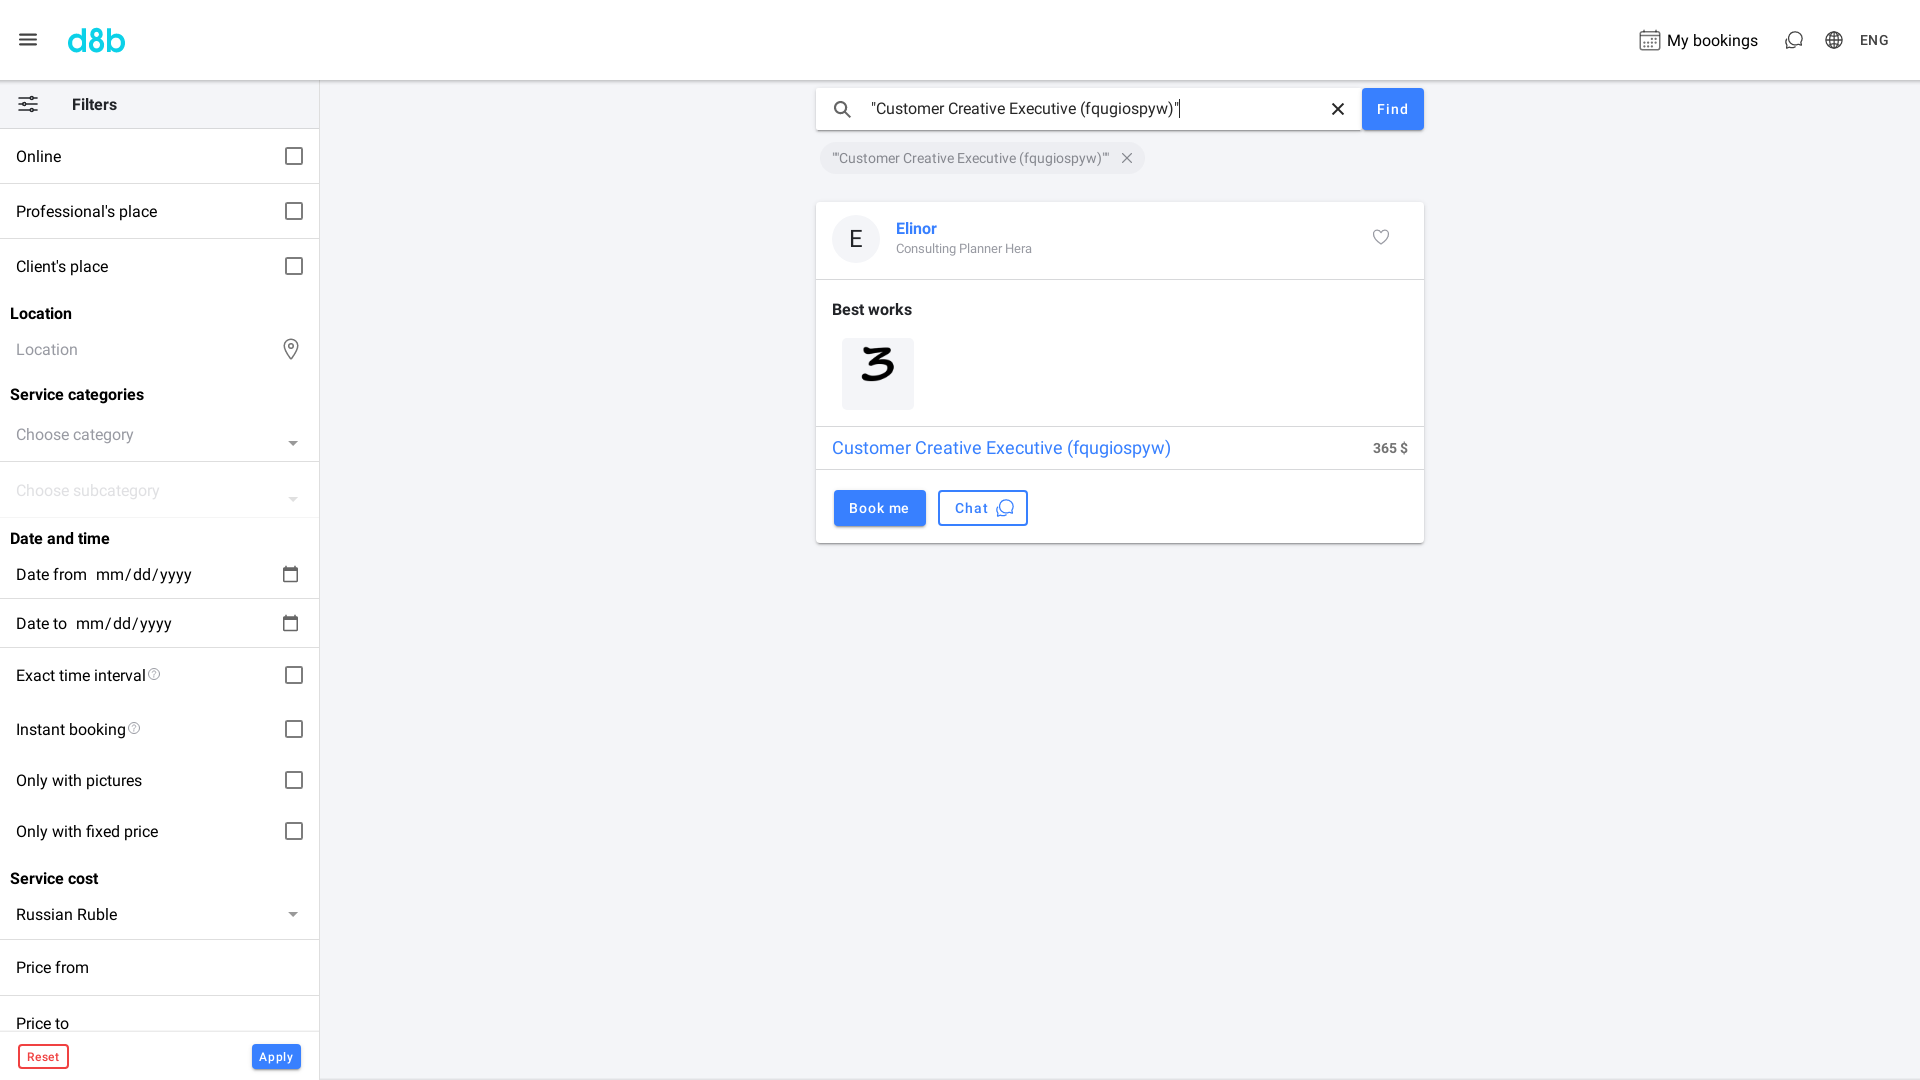 d8b
My bookings
ENG
Filters
Online
Professional's place
Client's place
Location
Location
Service categories
Choose category
Choose subcategory
Date and time
Date from mm/dd/yyyy
Date to mm/dd/yyyy
Exact time interval
Instant booking
Only with pictures
Only with fixed price
Service cost
Russian Ruble
Price from
Price to
Reset
Apply
"Customer Creative Executive (fqugiospyw)"
Find
""Customer Creative Executive (fqugiospyw)""
E
Elinor
Consulting Planner Hera
Best works
3
Customer Creative Executive (fqugiospyw)
365 $
Book me
Chat